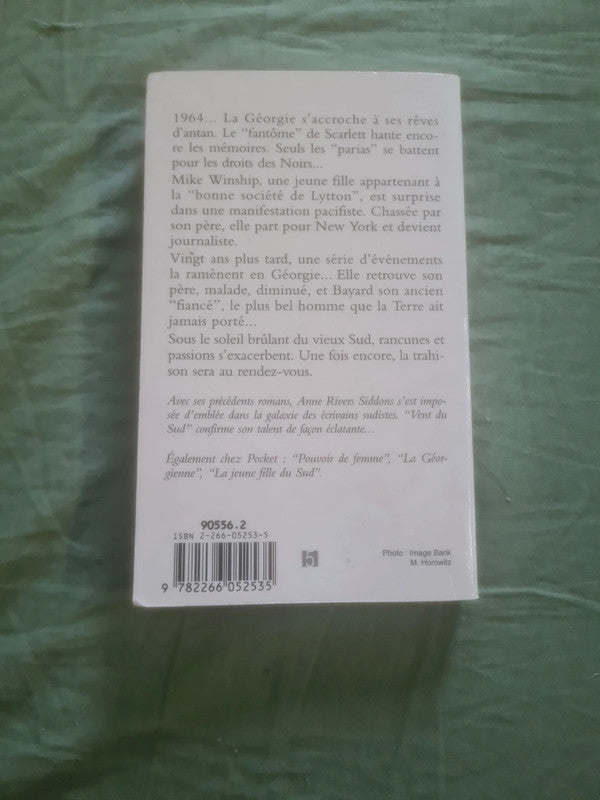 1964... La Géorgie s'accroche à ses rêves
d'antan. Le "fantôme" de Scarlett hante enco-
re les mémoires. Seuls les "parias" se battent
pour les droits des Noirs...
Mike Winship, une jeune fille appartenant à
la "bonne société de Lytton", est surprise
dans une manifestation pacifiste. Chassée par
son père, elle part pour New York et devient
journaliste.
Vingt ans plus tard, une série d'événements
la ramènent en Géorgie... Elle retrouve son
père, malade, diminué, et Bayard son ancien
"fiancé", le plus bel homme que la Terre ait
jamais porté...
Sous le soleil brûlant du vieux Sud, rancunes et
passions s'exacerbent. Une fois encore, la trahi-
son sera au rendez-vous.
Avec ses précédents romans, Anne Rivers Siddons s'est impo-
sée d'emblée dans la galaxie des écrivains sudistes. "Vent du
Sud" confirme son talent de façon éclatante...
Également chez Pocket : "Pouvoir de femme", "La Géor-
gienne", "La jeune fille du Sud".
90556.2
ISBN 2-266-05253-5
9 782266 052535
Photo : Image Bank
M. Horowitz